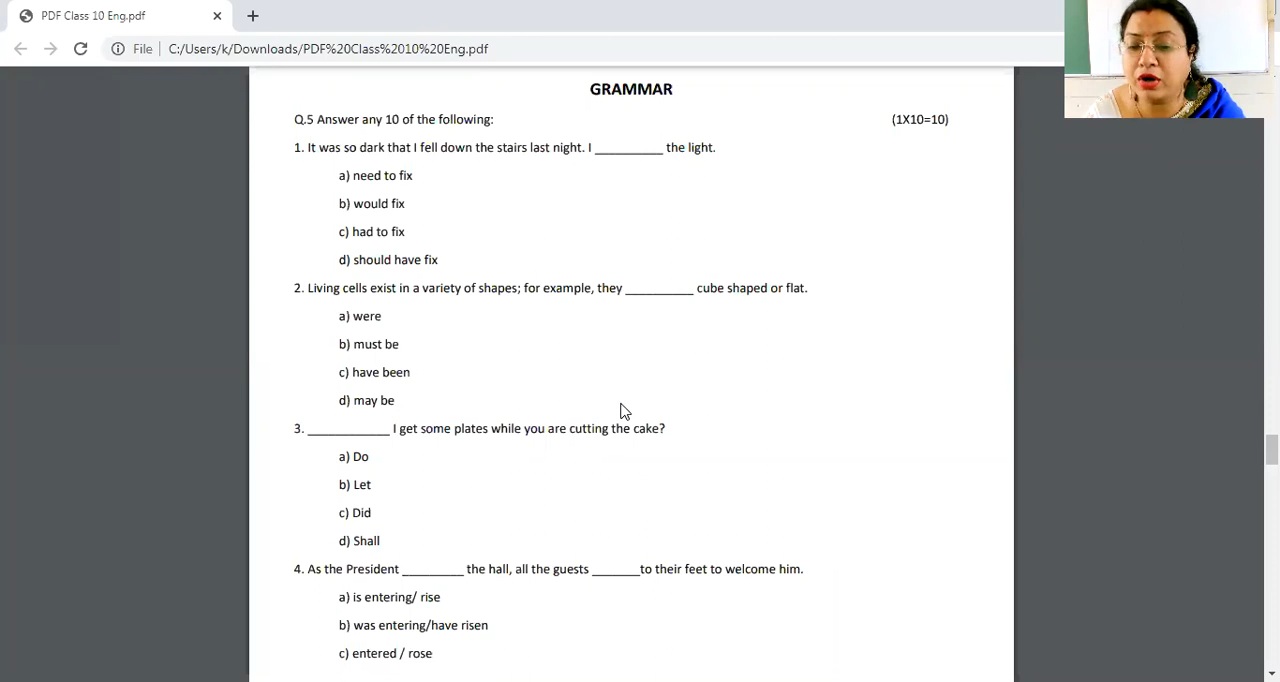 PDF Class 10 Eng.pdf
File
C:/Users/k/Downloads/PDF%20Class%2010%20Eng.pdf
GRAMMAR
Q.5 Answer any 10 of the following: (1X10=10)
1. It was so dark that I fell down the stairs last night. I __________ the light.
a) need to fix
b) would fix
c) had to fix
d) should have fix
2. Living cells exist in a variety of shapes; for example, they __________ cube shaped or flat.
a) were
b) must be
c) have been
d) may be
3. ____________ I get some plates while you are cutting the cake?
a) Do
b) Let
c) Did
d) Shall
4. As the President _________ the hall, all the guests _______to their feet to welcome him.
a) is entering/ rise
b) was entering/have risen
c) entered / rose